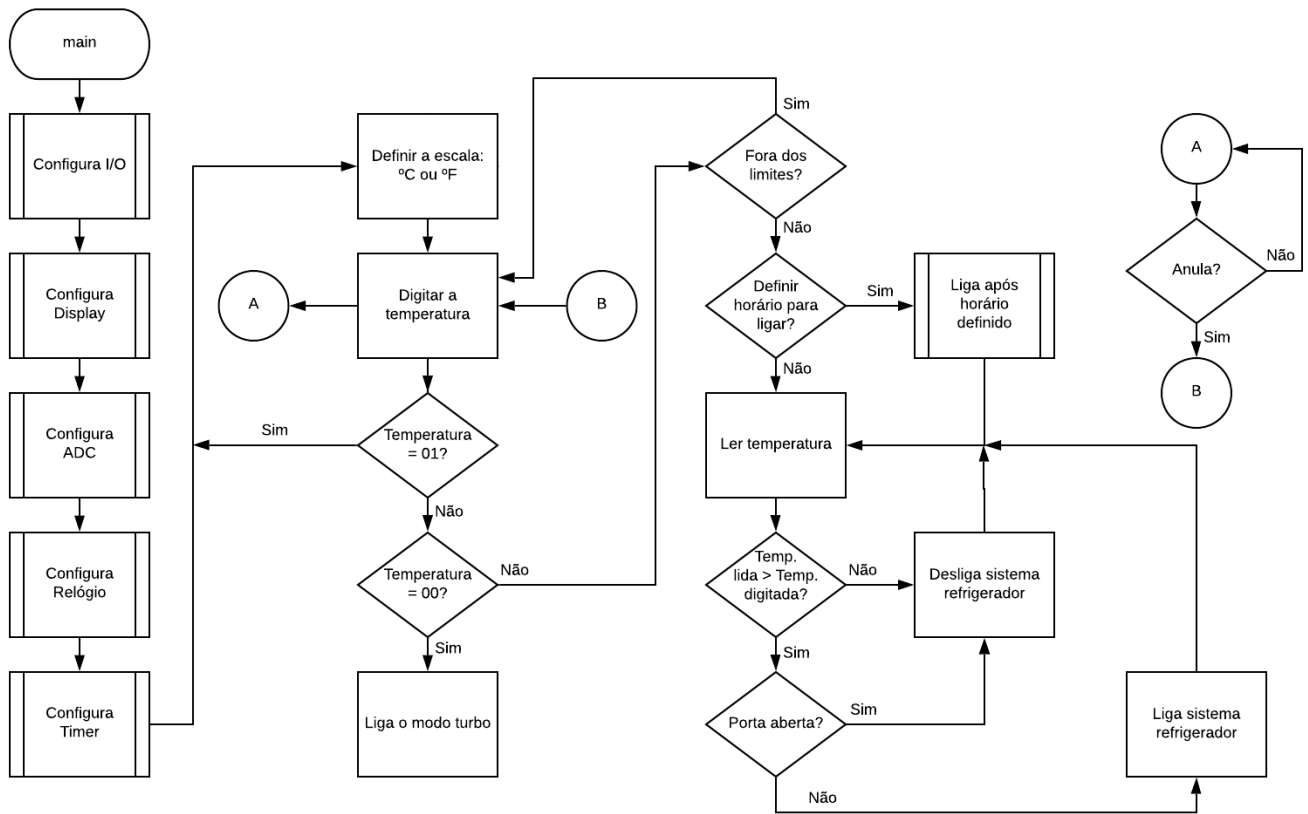 main
Configura I/O
Configura
Display
Configura
ADC
Configura
Relógio
Configura
Timer
Definir a escala:
ºC ou ºF
A
Digitar a
temperatura
B
Sim
Temperatura
= 01?
Não
Temperatura
= 00?
Não
Sim
Liga o modo turbo
Sim
Fora dos
limites?
Não
Definir
horário para
ligar?
Sim
Liga após
horário
definido
Não
Ler temperatura
Temp.
lida > Temp.
digitada?
Não
Desliga sistema
refrigerador
Sim
Porta aberta?
Sim
Não
Liga sistema
refrigerador
A
Anula?
Não
Sim
B